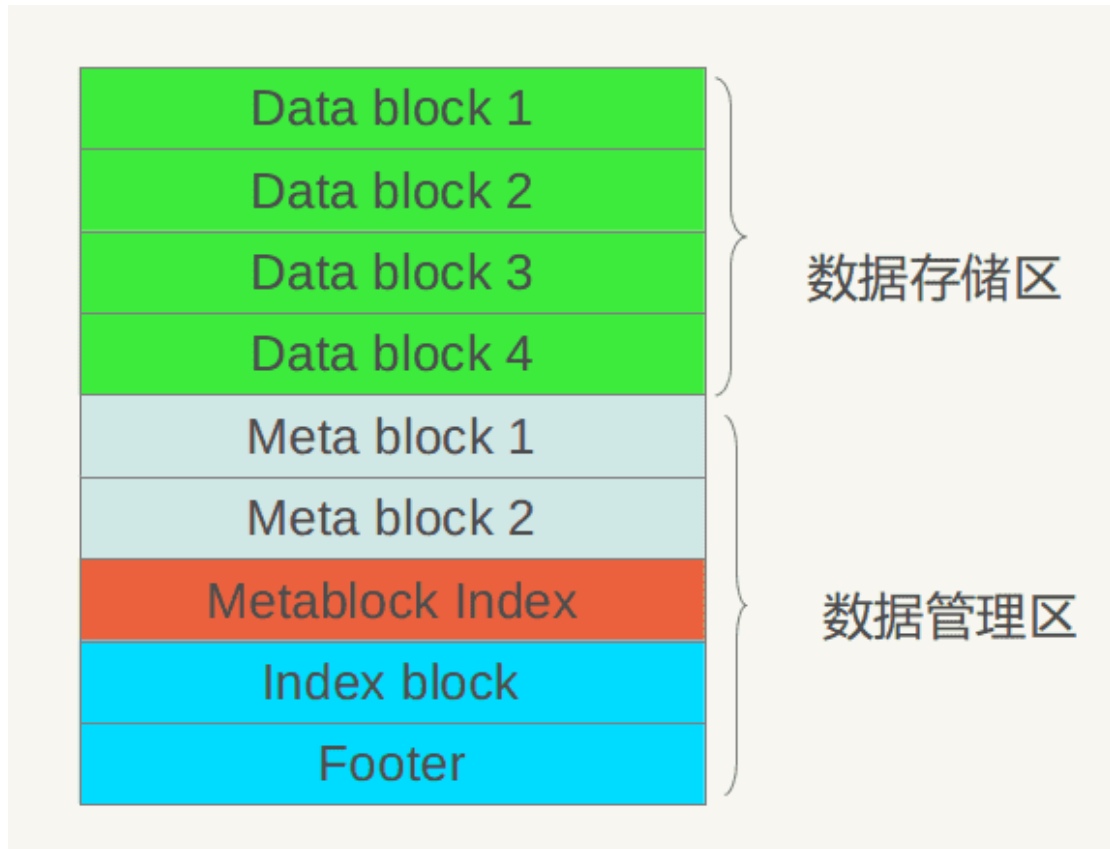 Data block 1
Data block 2
Data block 3
Data block 4
数据存储区
Meta block 1
Meta block 2
Metablock Index
Index block
Footer
数据管理区